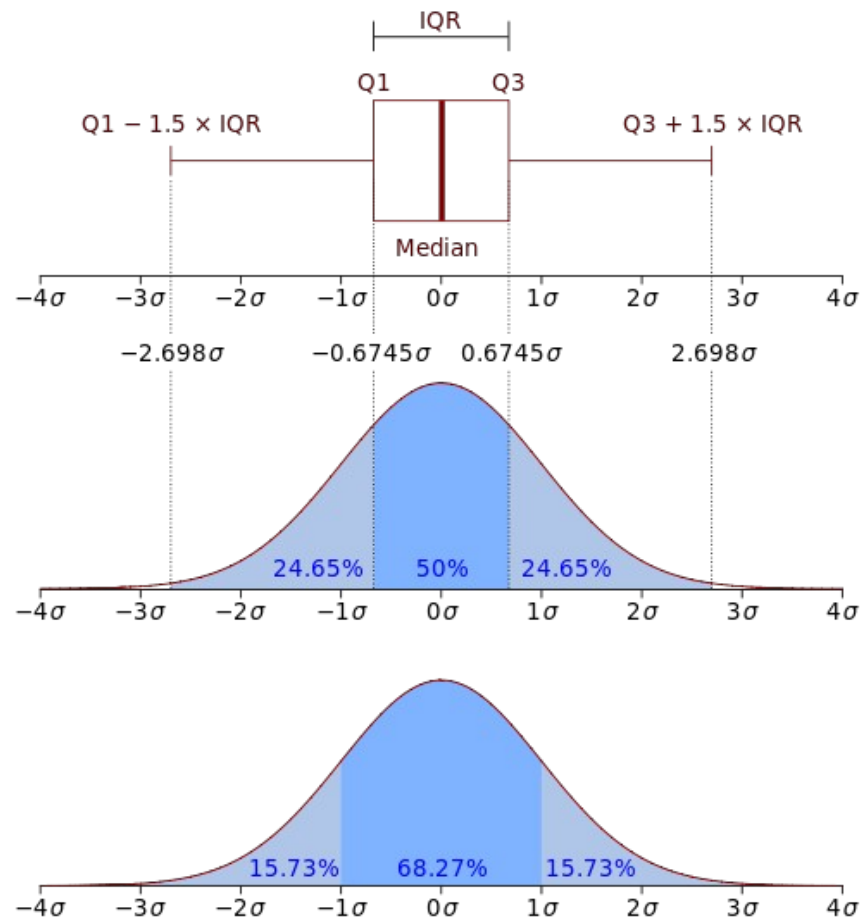 IQR
Q1 Q3
Q1 − 1.5 × IQR Q3 + 1.5 × IQR
Median
−4σ −3σ −2σ −1σ 0σ 1σ 2σ 3σ 4σ
−2.698σ −0.6745σ 0.6745σ 2.698σ
24.65% 50% 24.65%
−4σ −3σ −2σ −1σ 0σ 1σ 2σ 3σ 4σ
15.73% 68.27% 15.73%
−4σ −3σ −2σ −1σ 0σ 1σ 2σ 3σ 4σ